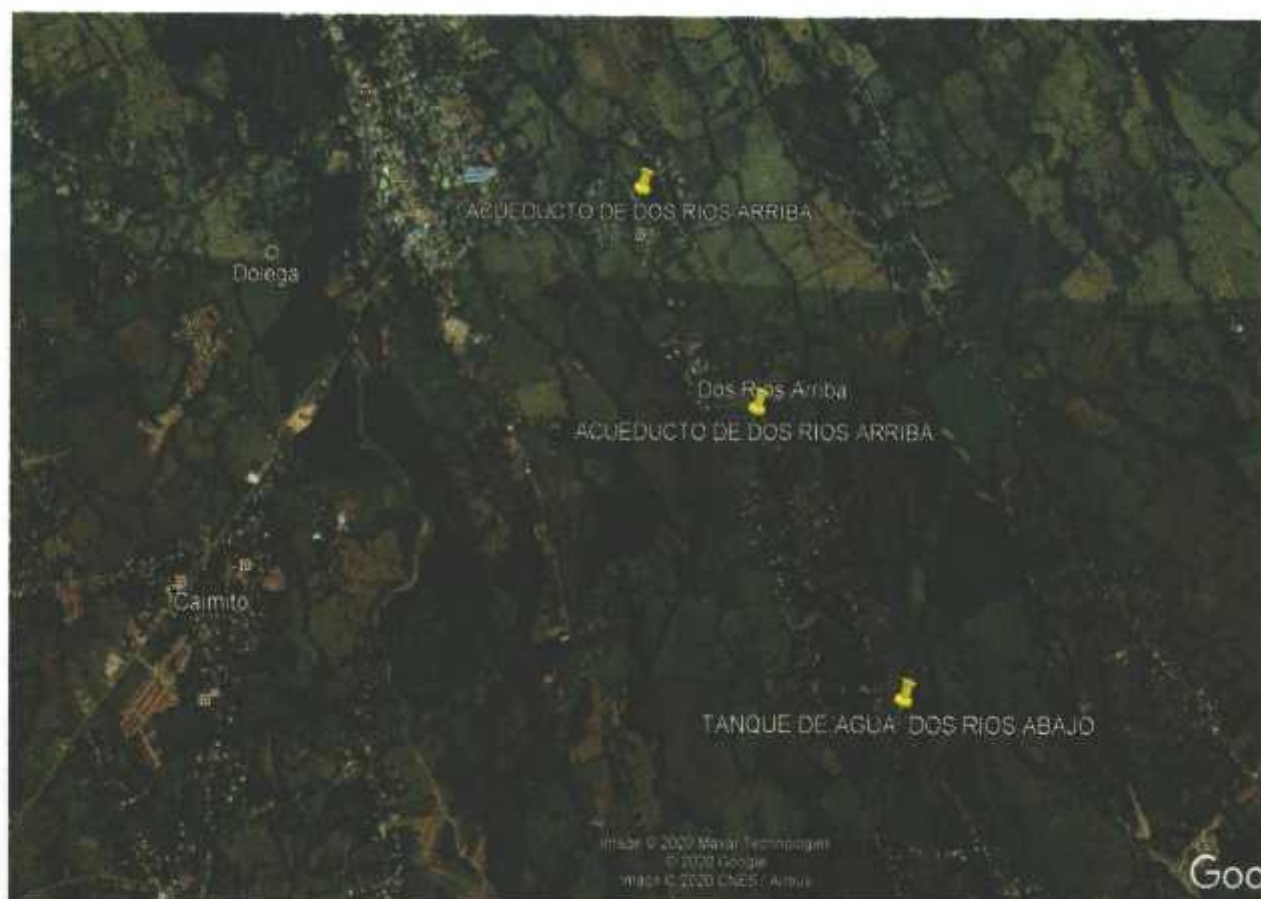 ACUEDUCTO DE DOS RIOS ARRIBA
Dolega
Dos Rios Arriba
ACUEDUCTO DE DOS RIOS ARRIBA
Caimito
TANQUE DE AGUA DOS RIOS ABAJO
Image © 2020 Maxar Technologies
© 2020 Google
Image © 2020 CNES / Airbus
Goo